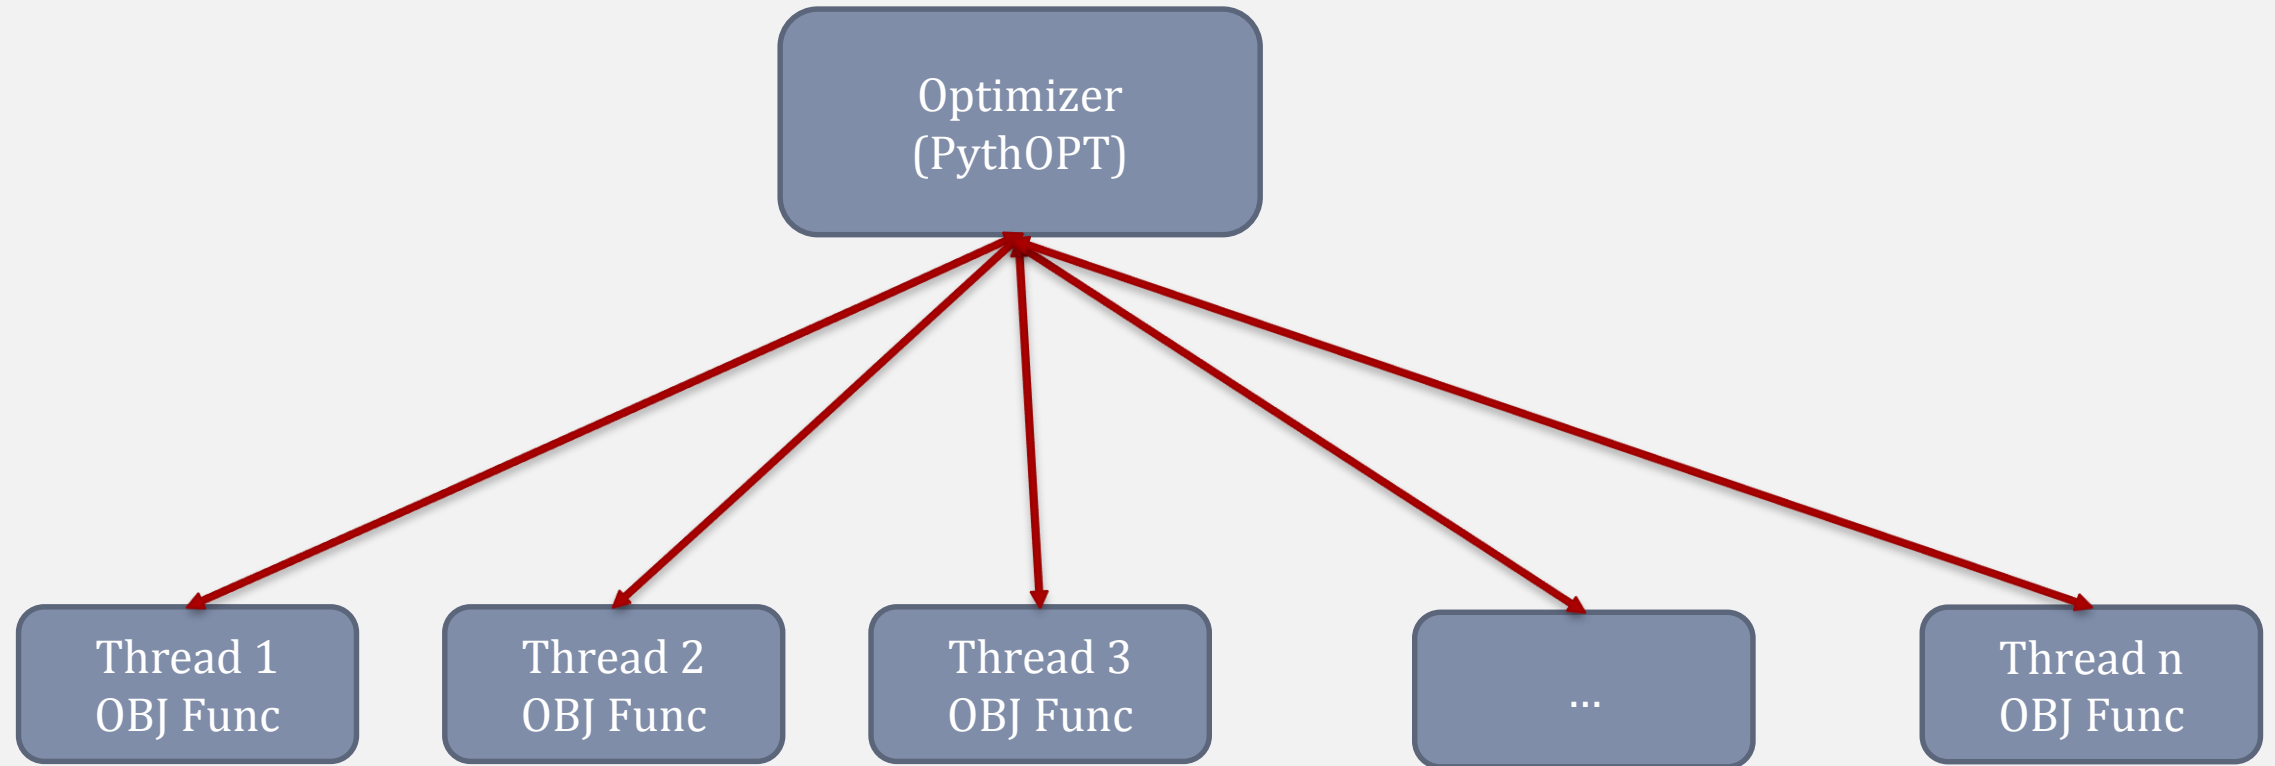 Optimizer
(PythOPT)
Thread 1
OBJ Func
Thread 2
OBJ Func
Thread 3
OBJ Func
...
Thread n
OBJ Func